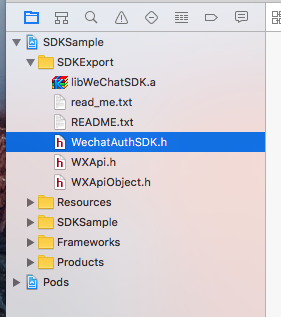 SDKSample
SDKExport
libWeChatSDK.a
read_me.txt
README.txt
WechatAuthSDK.h
WXApi.h
WXApiObject.h
Resources
SDKSample
Frameworks
Products
Pods